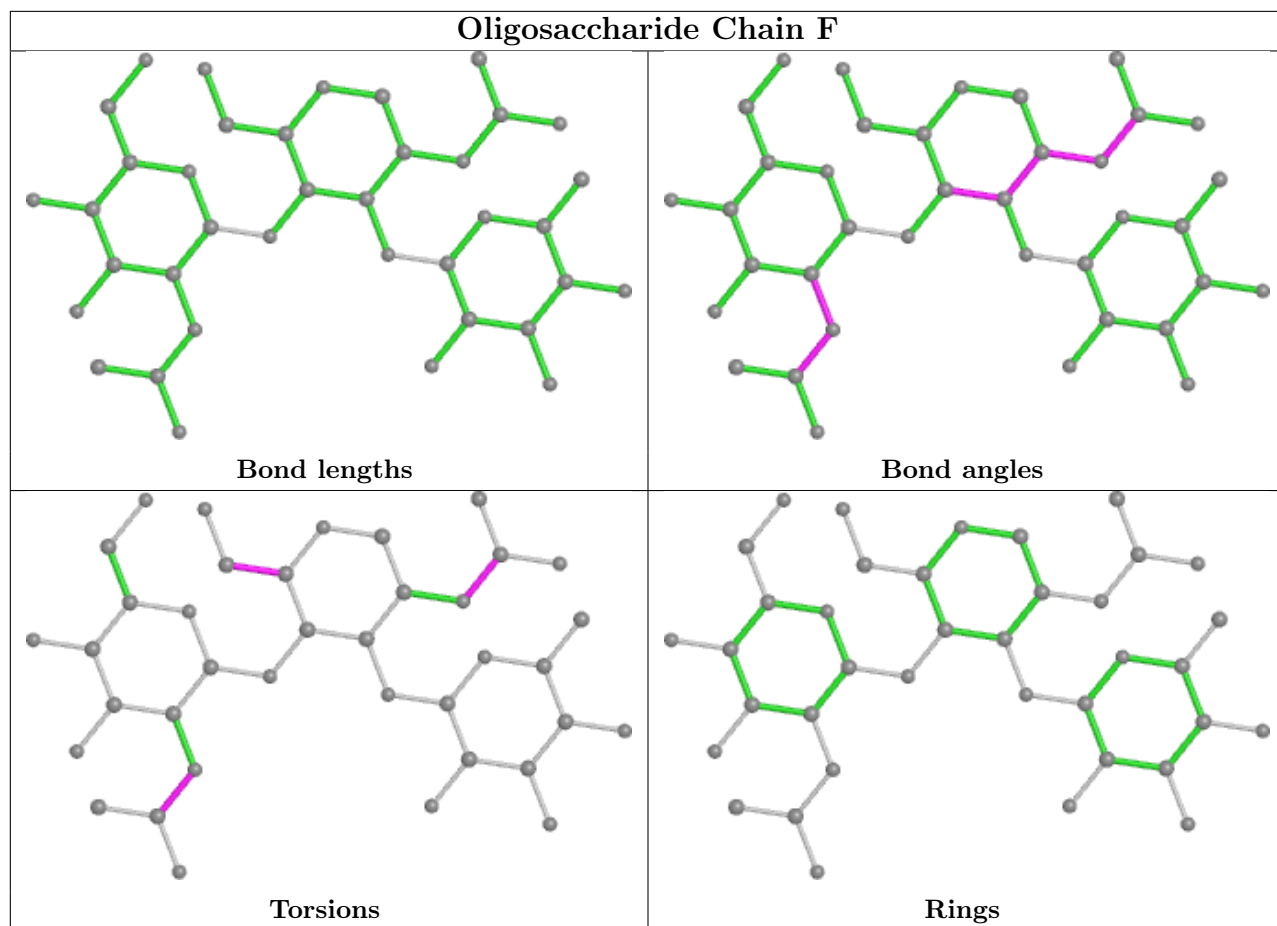 Oligosaccharide Chain F
Bond lengths
Bond angles
Torsions
Rings